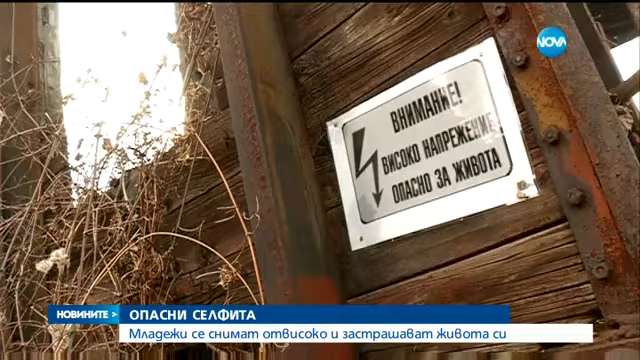 NOVA
ВНИМАНИЕ!
ВИСОКО НАПРЕЖЕНИЕ
ОПАСНО ЗА ЖИВОТА
НОВИНИТЕ
ОПАСНИ СЕЛФИТА
Младежи се снимат отвисоко и застрашават живота си